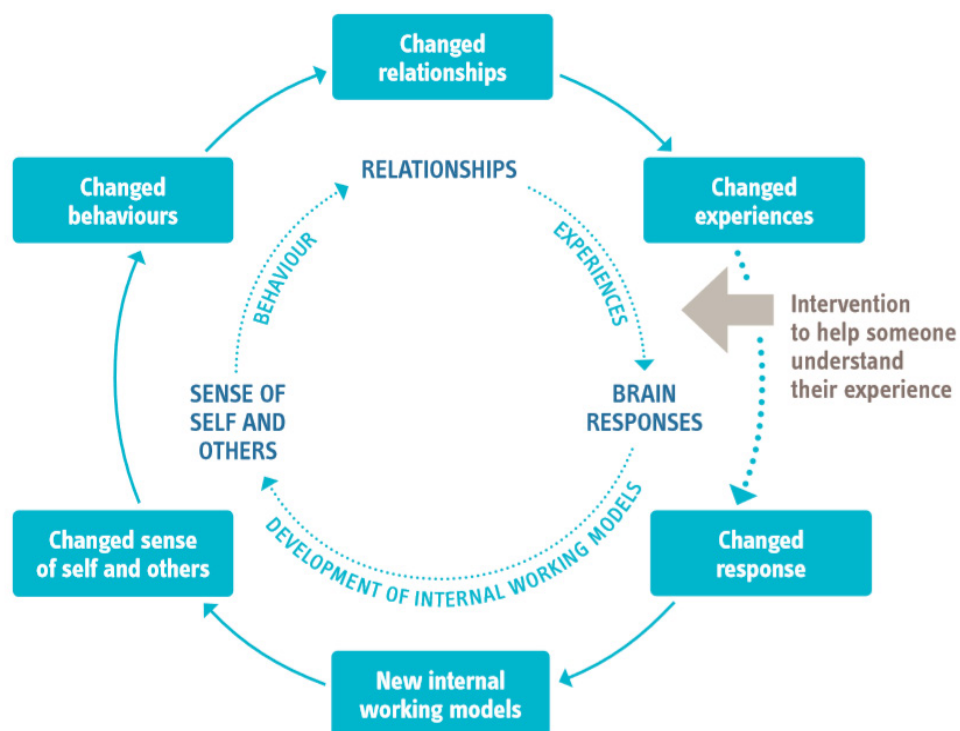 Changed
relationships
Changed
behaviours
RELATIONSHIPS
Changed
experiences
BEHAVIOUR
EXPERIENCES
Intervention
to help someone
understand
their experience
SENSE OF
SELF AND
OTHERS
BRAIN
RESPONSES
DEVELOPMENT OF INTERNAL WORKING MODELS
Changed sense
of self and others
Changed
response
New internal
working models